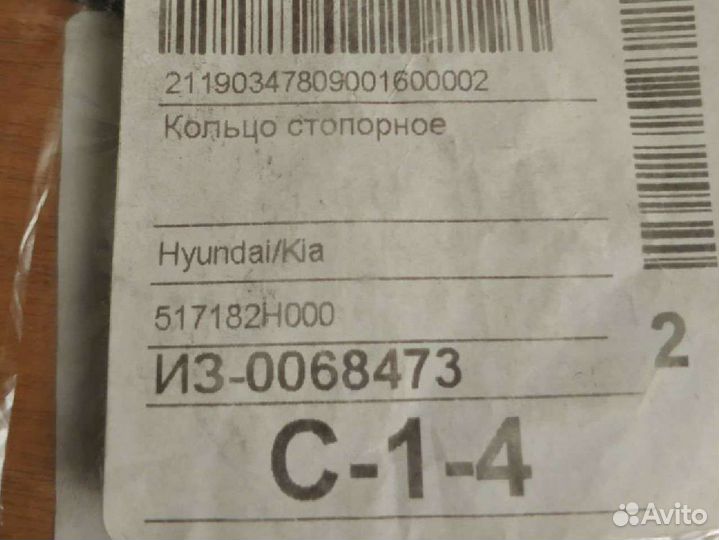 21190347809001600002
Кольцо стопорное
Hyundai/Kia
517182H000
ИЗ-0068473
2
С-1-4
Avito